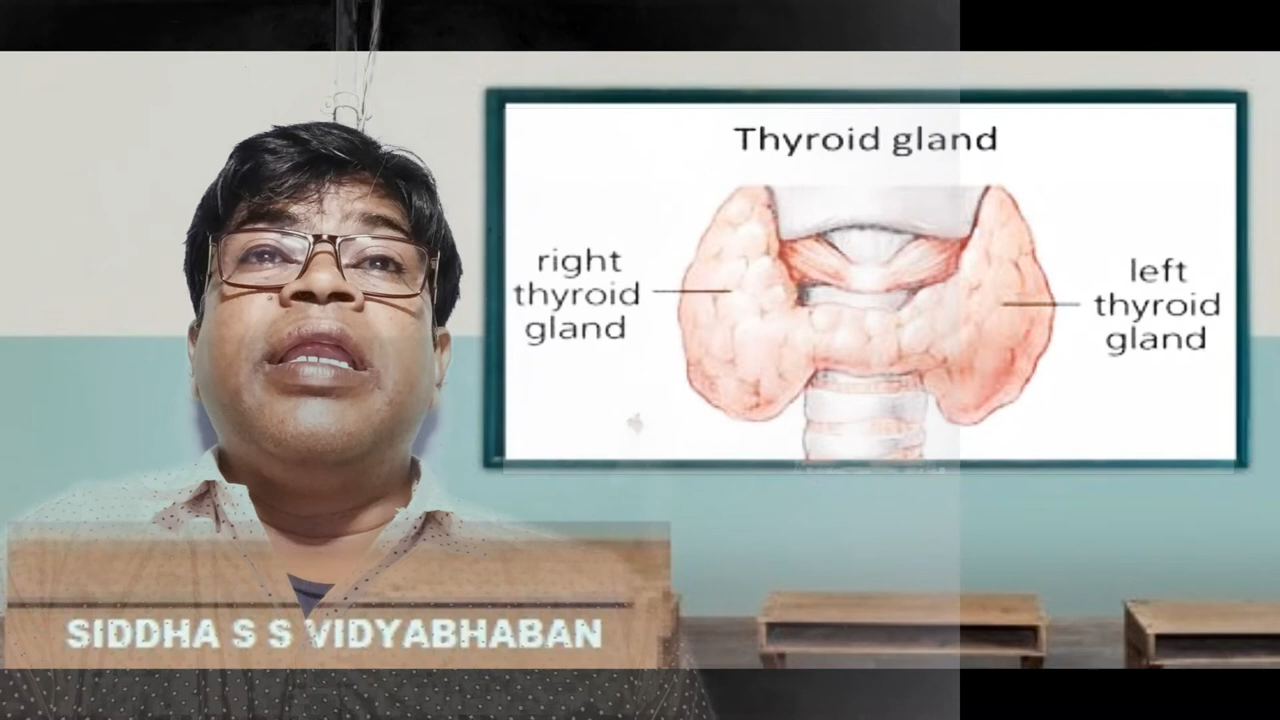 Thyroid gland
right
thyroid
gland
left
thyroid
gland
SIDDHA S S VIDYABHABAN